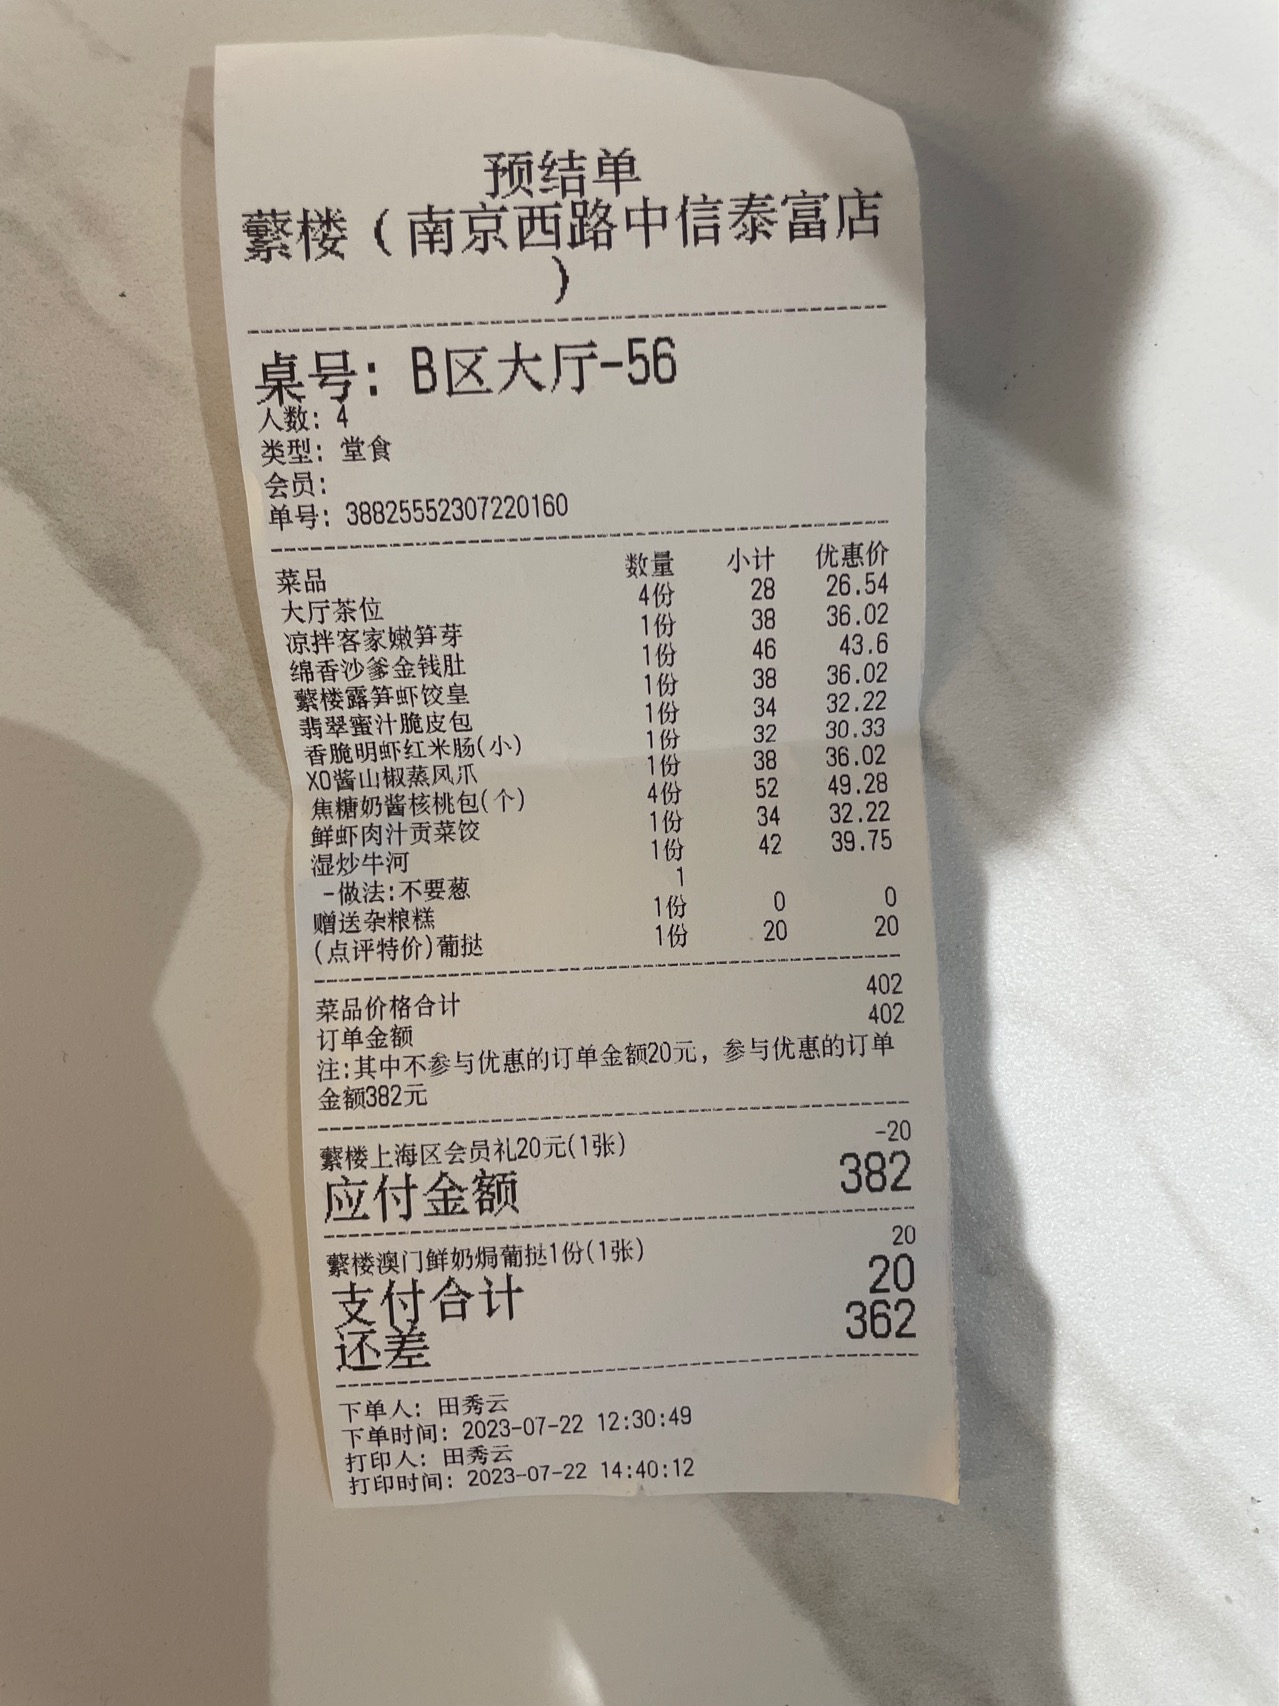 预结单
蘩楼（南京西路中信泰富店
）
桌号：B区大厅-56
人数：4
类型：堂食
会员：
单号：38825552307220160
菜品 数量 小计 优惠价
大厅茶位 4份 28 26.54
凉拌客家嫩笋芽 1份 38 36.02
绵香沙爹金钱肚 1份 46 43.6
蘩楼露笋虾饺皇 1份 38 36.02
翡翠蜜汁脆皮包 1份 34 32.22
香脆明虾红米肠(小) 1份 32 30.33
XO酱山椒蒸凤爪 1份 38 36.02
焦糖奶酱核桃包(个) 4份 52 49.28
鲜虾肉汁贡菜饺 1份 34 32.22
湿炒牛河 1份 42 39.75
-做法:不要葱 1
赠送杂粮糕 1份 0 0
(点评特价)葡挞 1份 20 20
菜品价格合计 402
订单金额 402
注:其中不参与优惠的订单金额20元，参与优惠的订单
金额382元
蘩楼上海区会员礼20元(1张) -20
应付金额 382
蘩楼澳门鲜奶焗葡挞1份(1张) 20
支付合计 20
还差 362
下单人：田秀云
下单时间：2023-07-22 12:30:49
打印人：田秀云
打印时间：2023-07-22 14:40:12